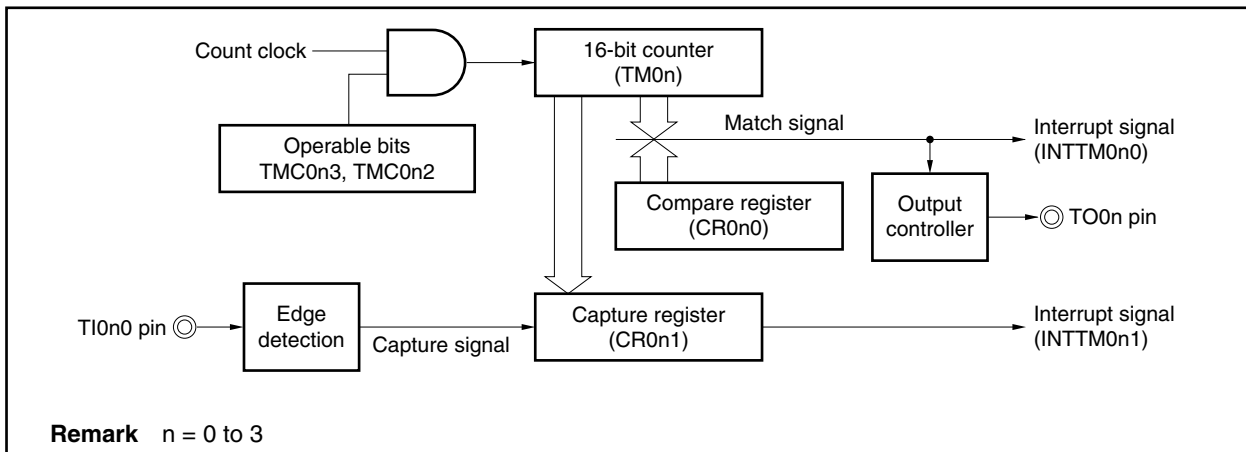 Count clock
16-bit counter
(TM0n)
Operable bits
TMC0n3, TMC0n2
Match signal
Interrupt signal
(INTTM0n0)
Compare register
(CR0n0)
Output
controller
TO0n pin
TI0n0 pin
Edge
detection
Capture signal
Capture register
(CR0n1)
Interrupt signal
(INTTM0n1)
Remark n = 0 to 3